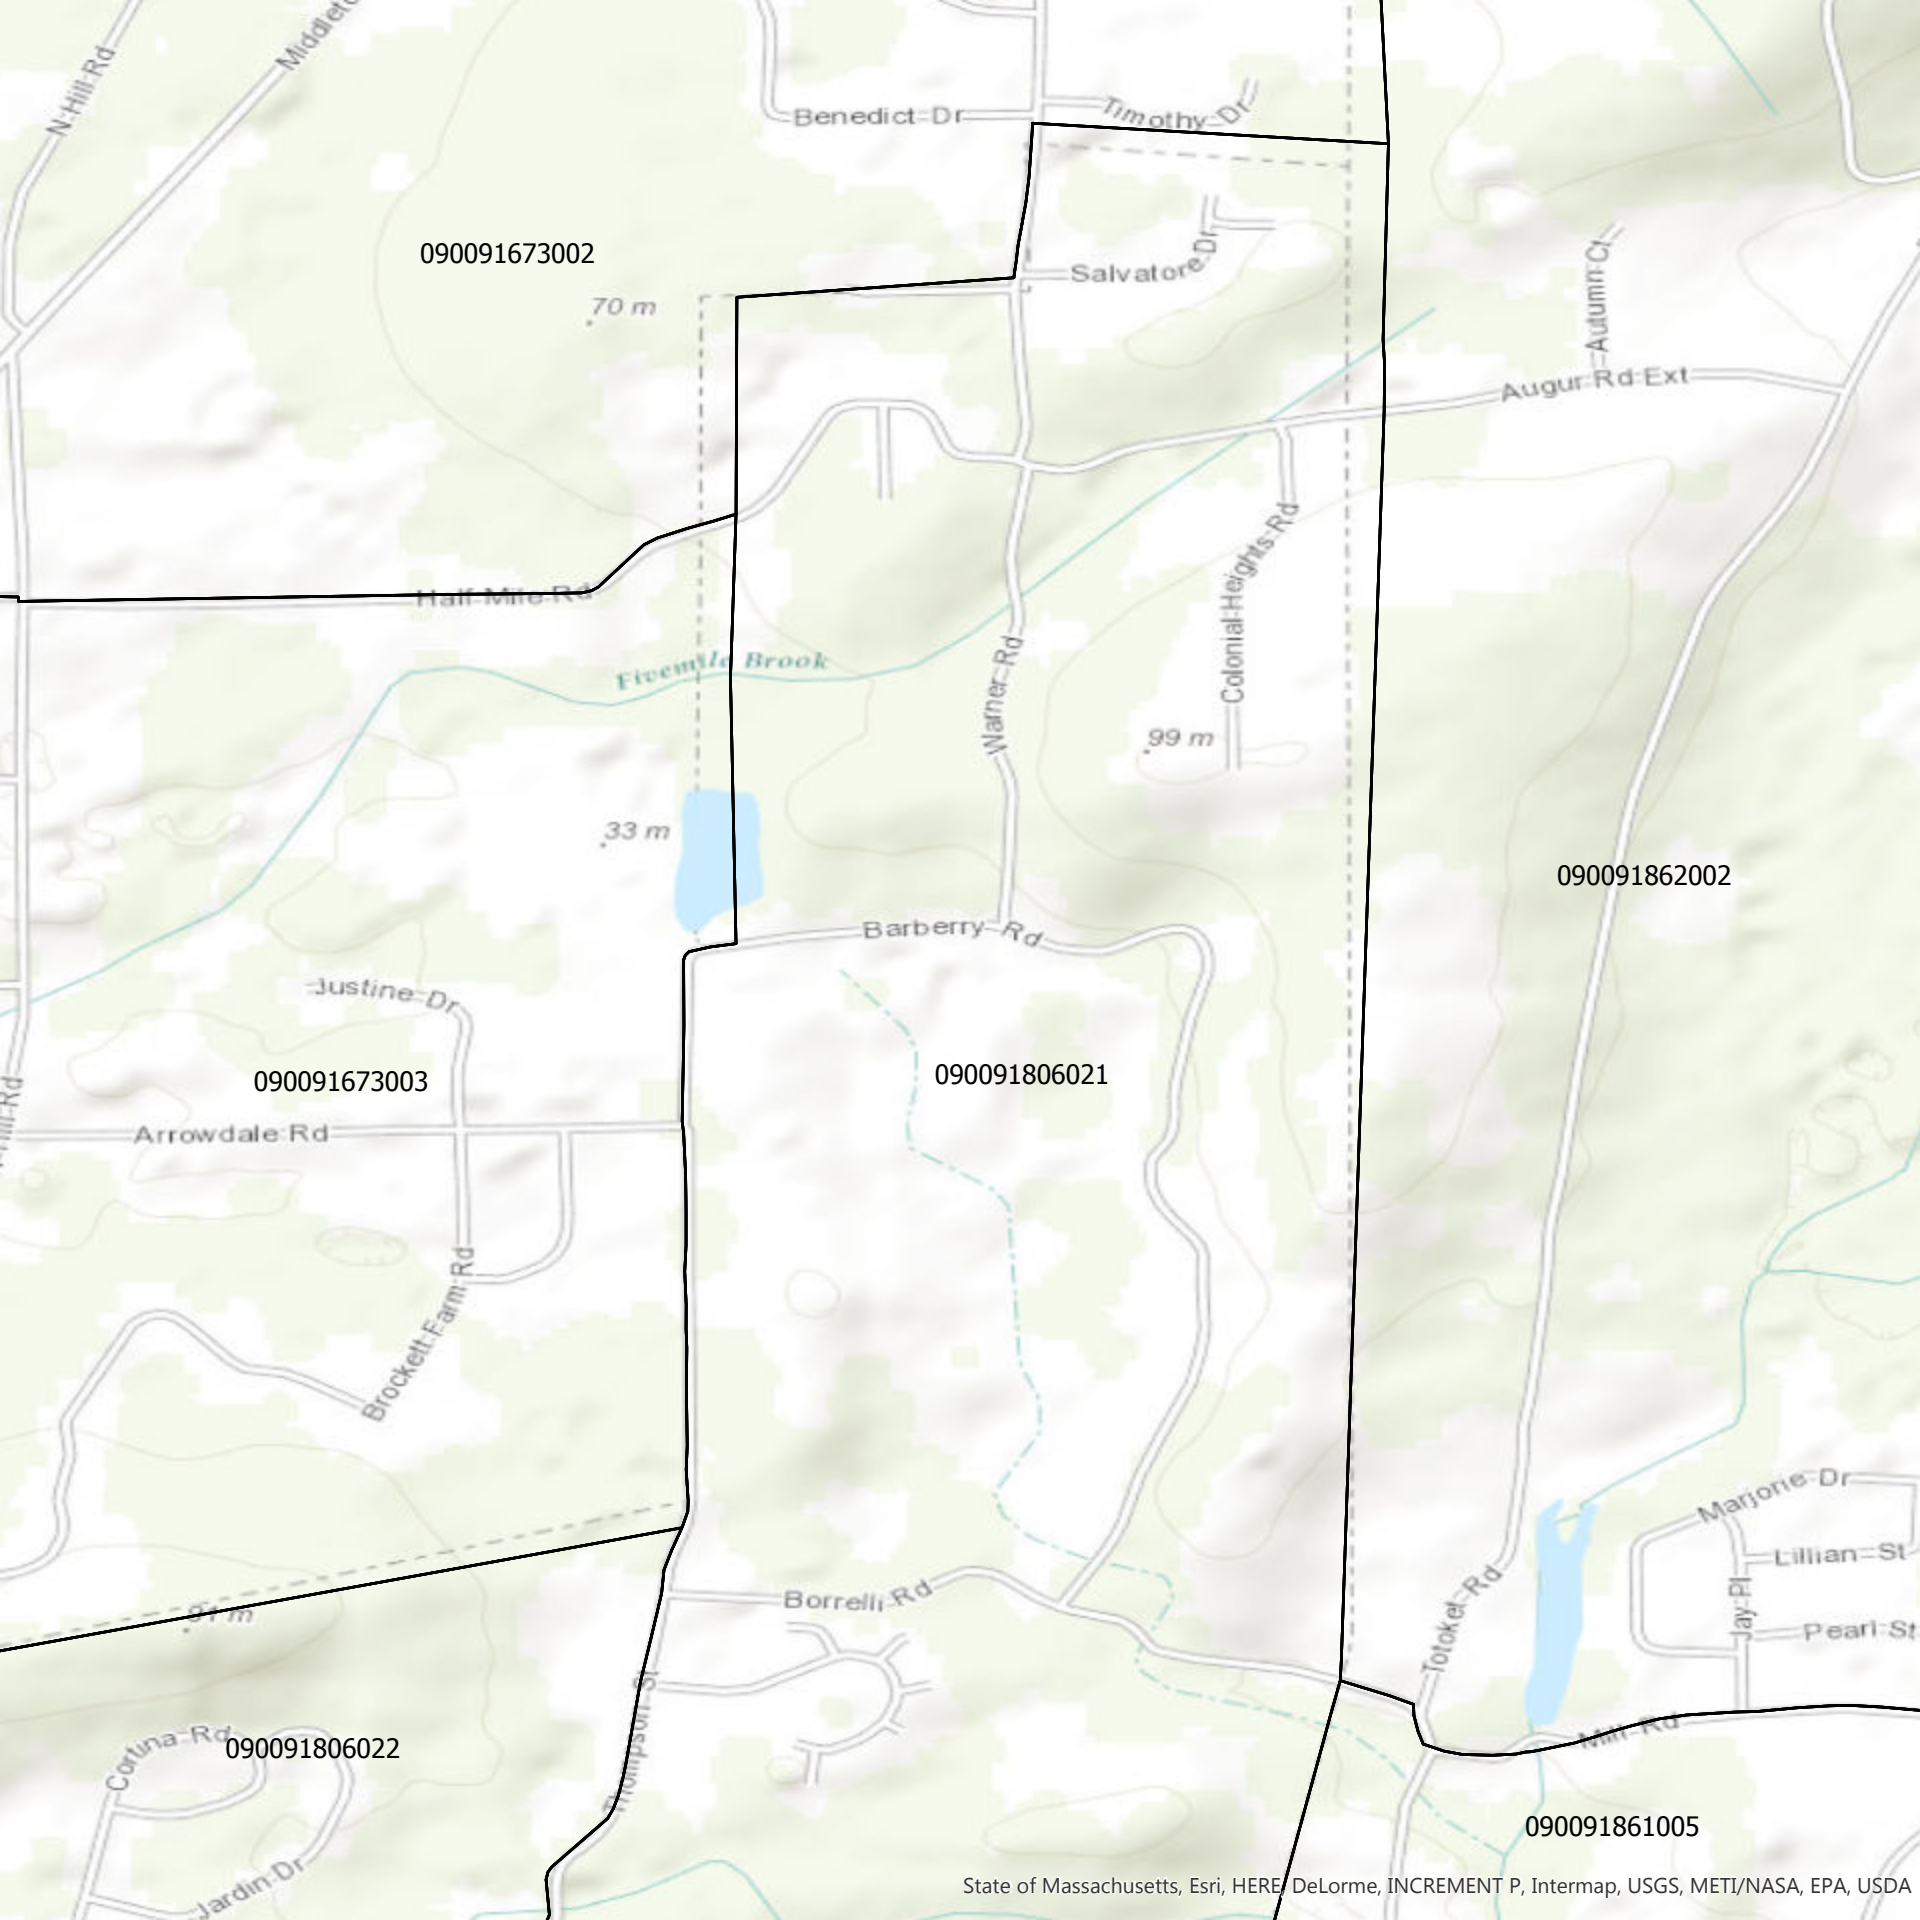 N Hill Rd
Benedict Dr
Timothy Dr
090091673002
70 m
Salvatore Dr
Autumn Ct
Augur Rd Ext
Half Mile Rd
Colonial Heights Rd
Fivemile Brook
Warner Rd
99 m
33 m
090091862002
Barberry Rd
Justine Dr
090091673003
090091806021
Arrowdale Rd
Brockett Farm Rd
Marjorie Dr
Lillian St
Borrelli Rd
91 m
Totoket Rd
Jay Pl
Pearl St
Thompson St
Cortina Rd
090091806022
Mill Rd
090091861005
Jardin Dr
State of Massachusetts, Esri, HERE, DeLorme, INCREMENT P, Intermap, USGS, METI/NASA, EPA, USDA